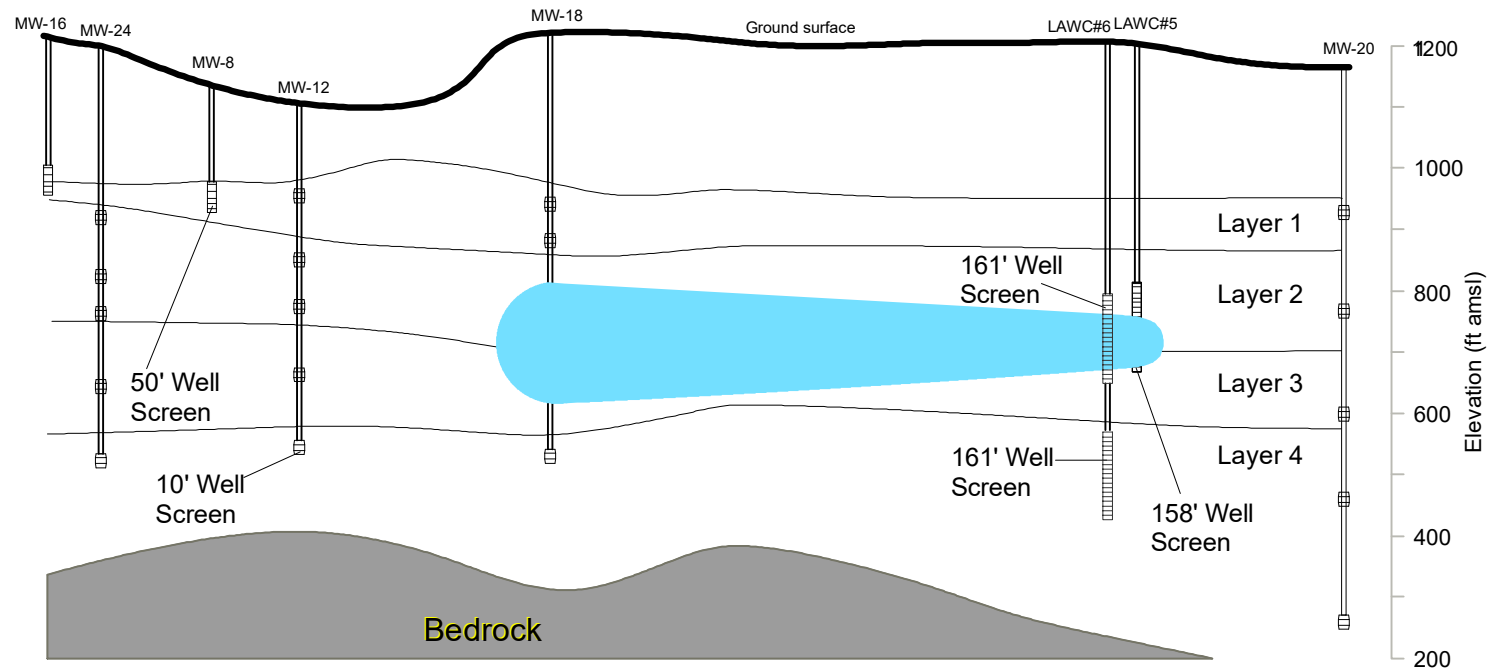 MW-16
MW-24
MW-8
MW-12
MW-18
Ground surface
LAWC#6
LAWC#5
MW-20
1200
1000
800
600
400
200
Elevation (ft amsl)
Layer 1
Layer 2
Layer 3
Layer 4
161' Well
Screen
50' Well
Screen
10' Well
Screen
161' Well
Screen
158' Well
Screen
Bedrock